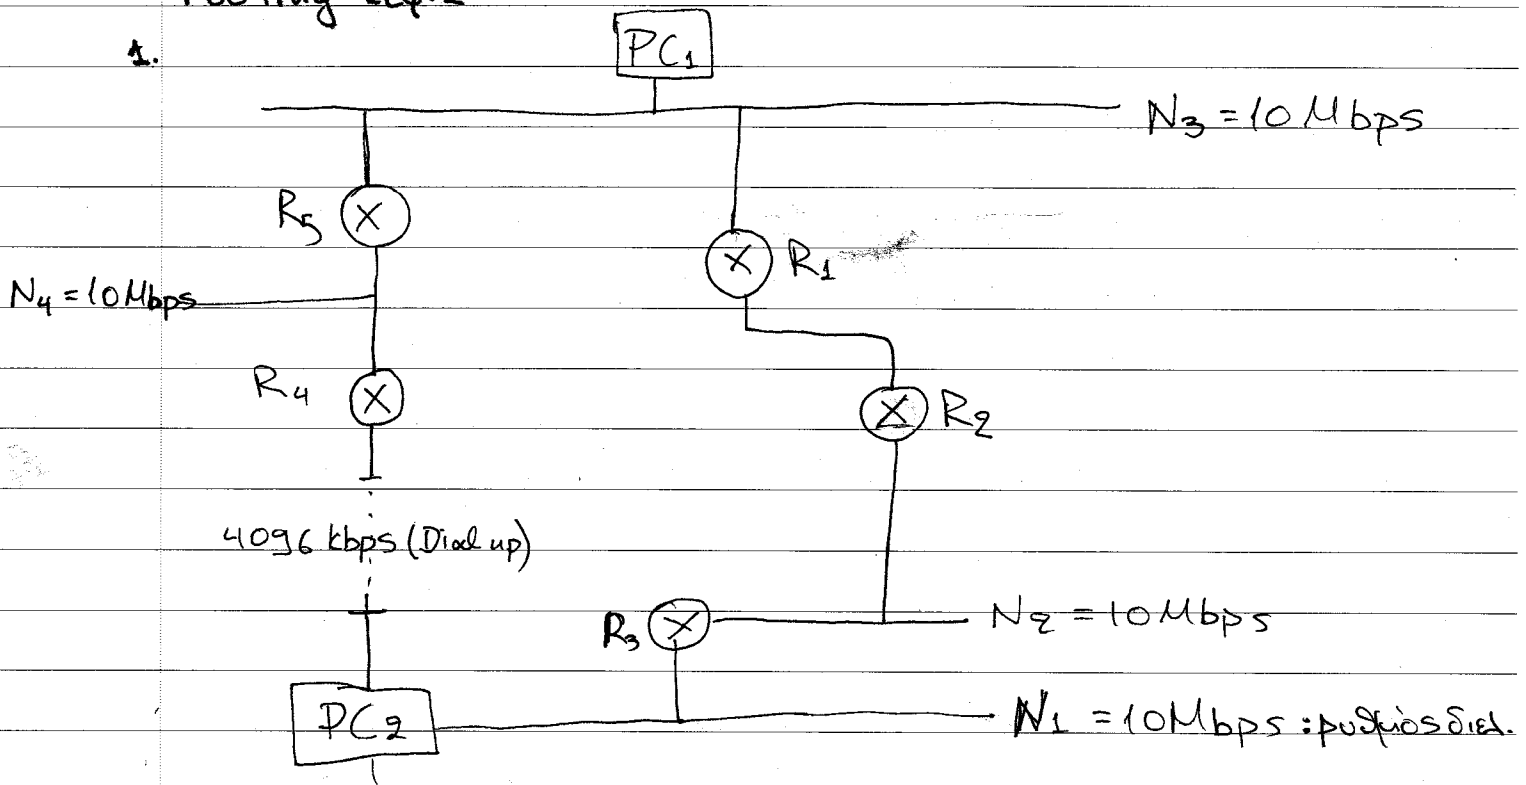 1.
PC1
N3 = 10 Mbps
R5
R1
N4 = 10 Mbps
R4
R2
4096 kbps (Dial up)
R3
N2 = 10 Mbps
PC2
N1 = 10 Mbps : ρυθμός διελ.